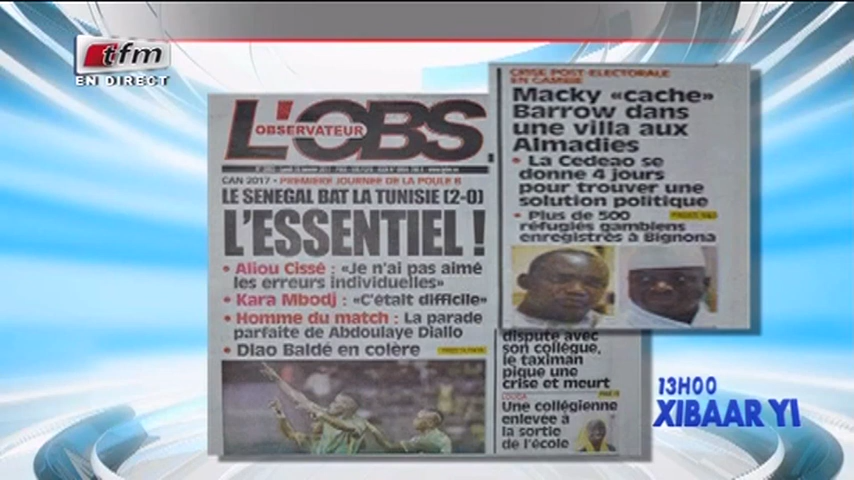 tfm
EN DIRECT
L'OBS
OBSERVATEUR
CAN 2017 • PREMIERE JOURNEE DE LA POULE B
LE SENEGAL BAT LA TUNISIE (2-0)
L'ESSENTIEL !
• Aliou Cissé : «Je n'ai pas aimé
les erreurs individuelles»
• Kara Mbodj : «C'était difficile»
• Homme du match : La parade
parfaite de Abdoulaye Diallo
• Diao Baldé en colère
CRISE POST-ELECTORALE
EN GAMBIE
Macky «cache»
Barrow dans
une villa aux
Almadies
• La Cedeao se
donne 4 jours
pour trouver une
solution politique
• Plus de 500
réfugiés gambiens
enregistrés à Bignona
dispute avec
son collègue,
le taximan
pique une
crise et meurt
Une collégienne
enlevée à
la sortie
de l'école
13H00
XIBAAR YI